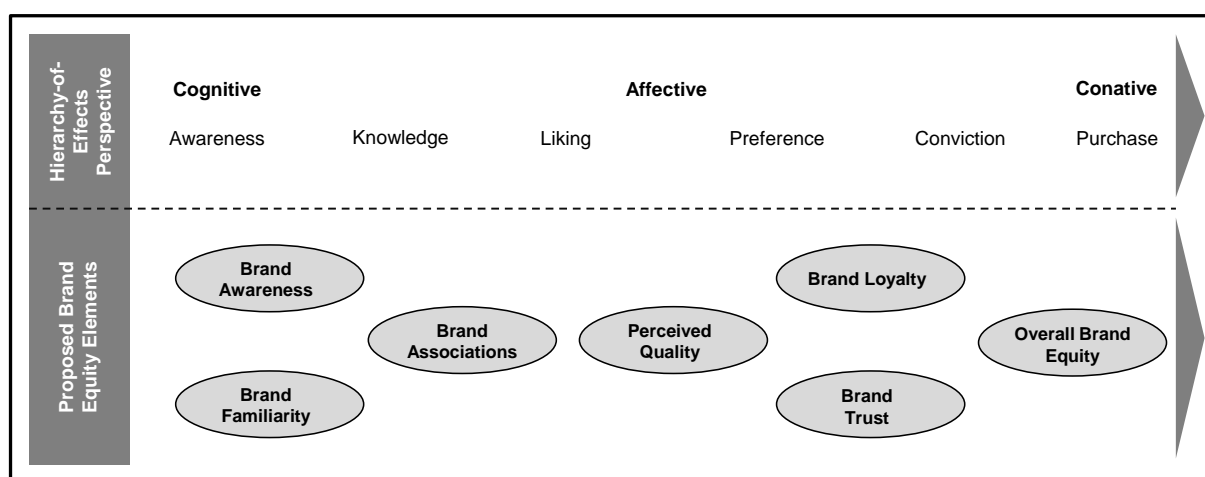 Hierarchy-of-
Effects
Perspective
Cognitive
Affective
Conative
Awareness
Knowledge
Liking
Preference
Conviction
Purchase
Proposed Brand
Equity Elements
Brand
Awareness
Brand
Familiarity
Brand
Associations
Perceived
Quality
Brand Loyalty
Brand
Trust
Overall Brand
Equity